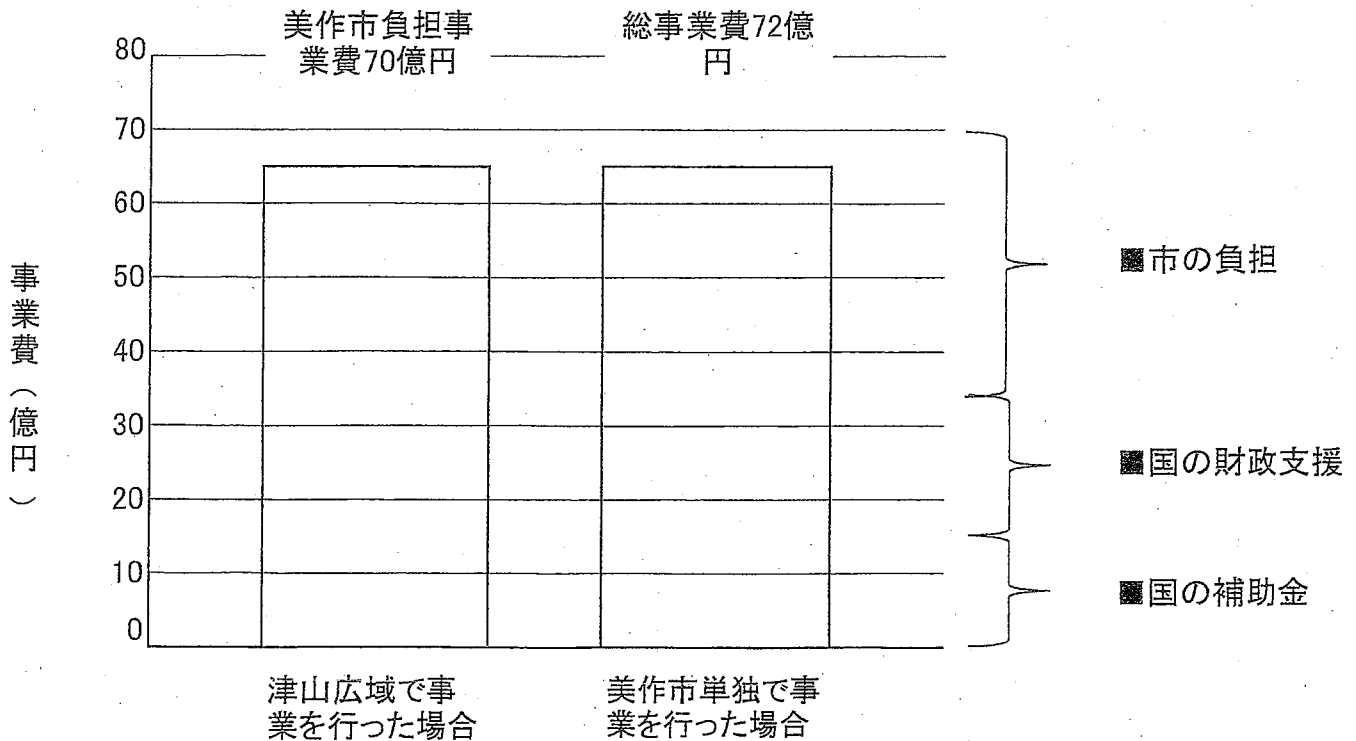 美作市負担事
業費70億円
総事業費72億
円
80
70
60
50
40
30
20
10
0
事業費(億円)
■市の負担
■国の財政支援
■国の補助金
津山広域で事
業を行った場合
美作市単独で事
業を行った場合